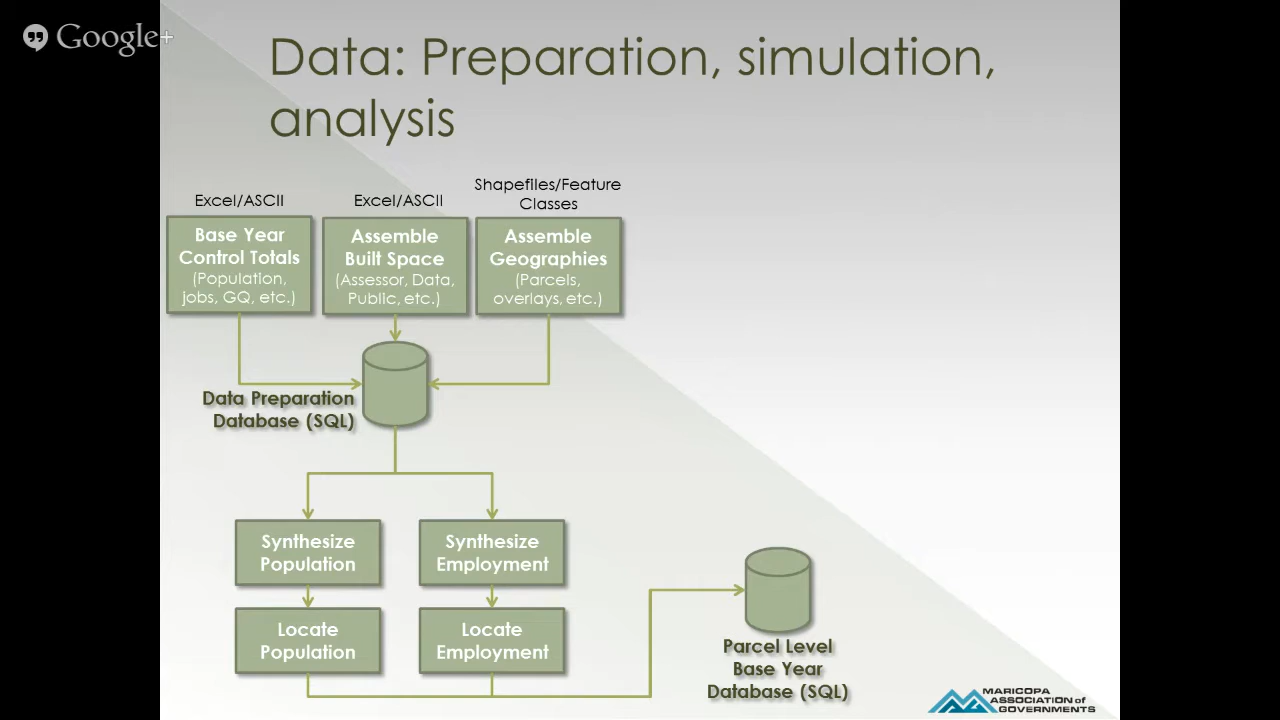 Google+
Data: Preparation, simulation,
analysis
Excel/ASCII
Base Year
Control Totals
(Population,
jobs, GQ, etc.)
Excel/ASCII
Assemble
Built Space
(Assessor, Data,
Public, etc.)
Shapefiles/Feature
Classes
Assemble
Geographies
(Parcels,
overlays, etc.)
Data Preparation
Database (SQL)
Synthesize
Population
Synthesize
Employment
Locate
Population
Locate
Employment
Parcel Level
Base Year
Database (SQL)
MARICOPA
ASSOCIATION of
GOVERNMENTS